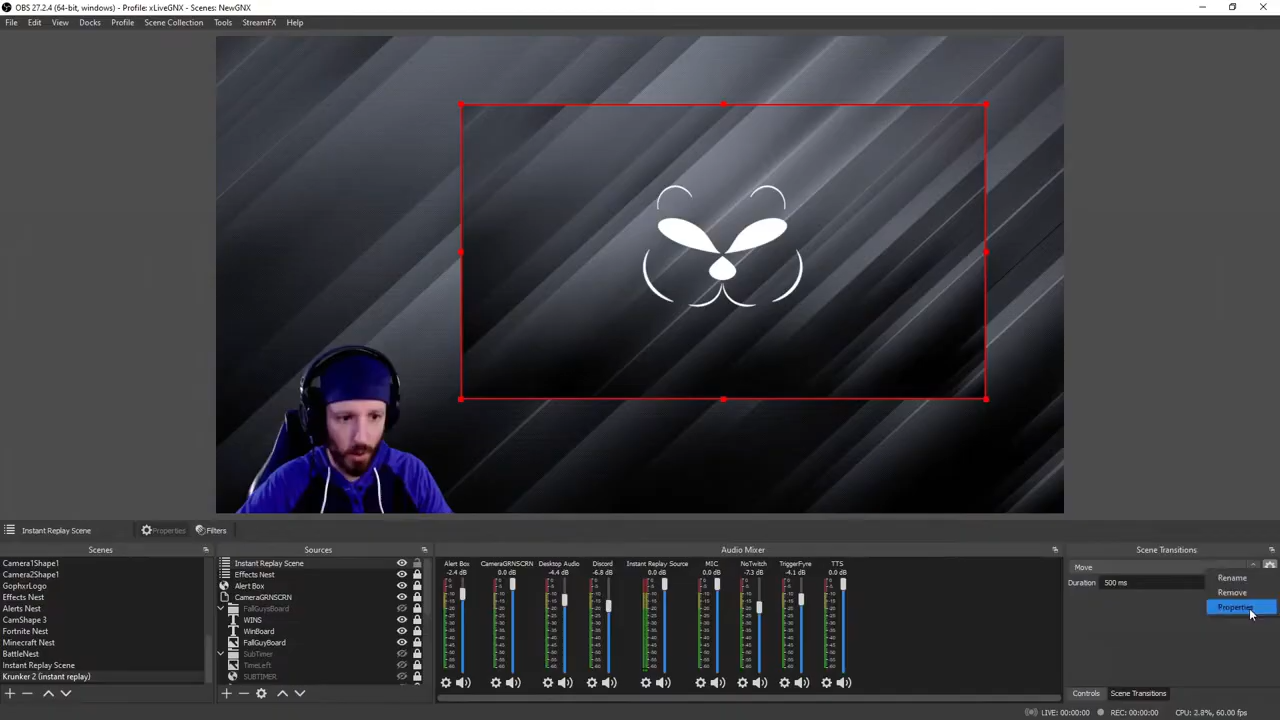 OBS 27.2.4 (64-bit, windows) - Profile: xLiveGNX - Scenes: NewGNX
File Edit View Docks Profile Scene Collection Tools StreamFX Help
Instant Replay Scene Properties Filters
Scenes
Camera1Shape1
Camera2Shape1
GopforLogo
Effects Nest
Alerts Nest
CamShape 3
Fortnite Nest
Minecraft Nest
BattleNest
Instant Replay Scene
Krunker 2 (instant replay)
Sources
Instant Replay Scene
Effects Nest
Alert Box
CameraGRNSCRN
FallGuysBoard
WINS
WinBoard
FallGuyBoard
SubTimer
TimeLeft
SUBTIMER
Audio Mixer
Alert Box CameraGRNSCRN Desktop Audio Discord Instant Replay Source MIC NoTwitch TriggerFyre TTS
-2.4 dB 0.0 dB -4.4 dB -6.8 dB 0.0 dB 0.0 dB -7.3 dB -4.1 dB 0.0 dB
Scene Transitions
Move
Duration 500 ms
Rename
Remove
Properties
Controls Scene Transitions
LIVE: 00:00:00 REC: 00:00:00 CPU: 2.8%, 60.00 fps